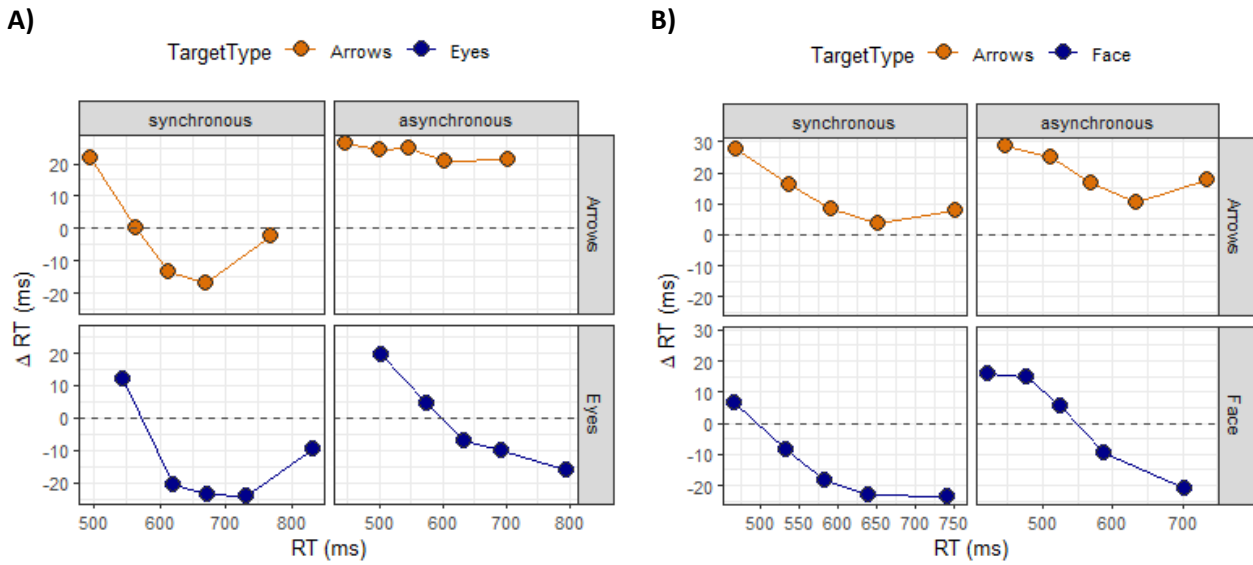 A)
TargetType Arrows Eyes
synchronous asynchronous
20
10
0
-10
-20
Arrows
20
10
0
-10
-20
Eyes
Δ RT (ms)
500 600 700 800 500 600 700 800
RT (ms)
B)
TargetType Arrows Face
synchronous asynchronous
30
20
10
0
-10
-20
Arrows
30
20
10
0
-10
-20
Face
Δ RT (ms)
500 550 600 650 700 750 500 600 700
RT (ms)